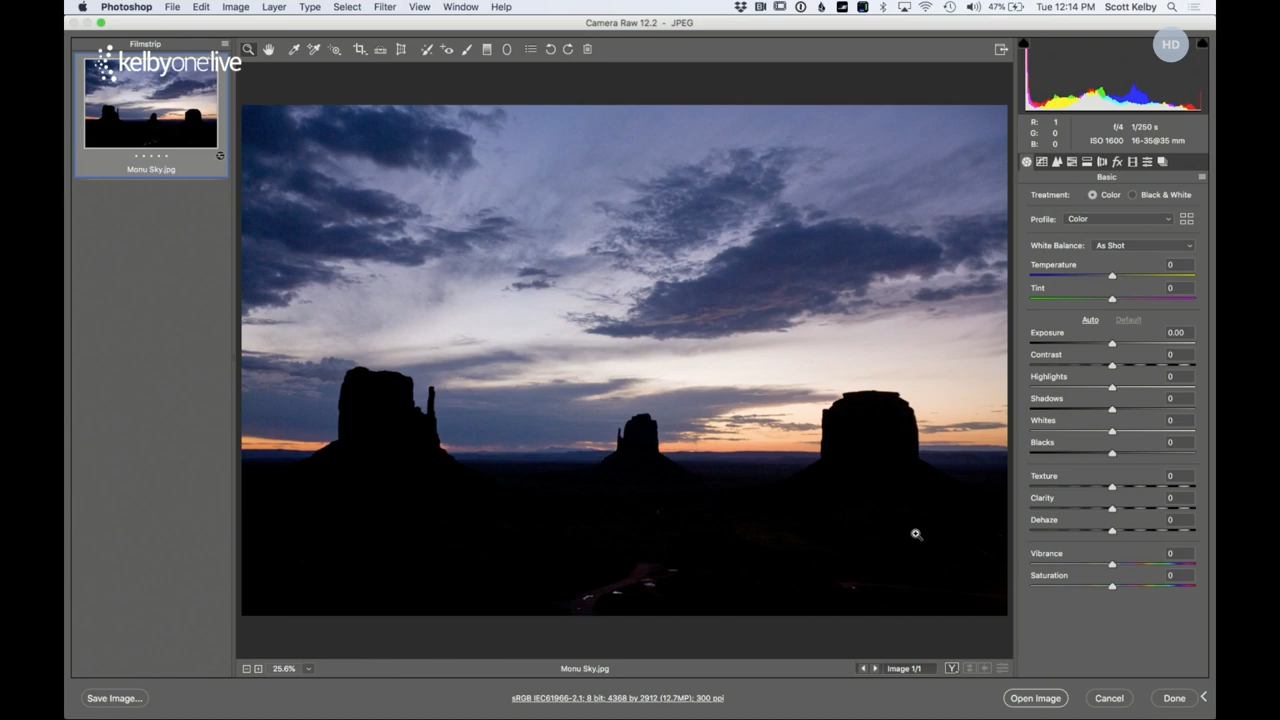 Photoshop File Edit Image Layer Type Select Filter View Window Help 47% Tue 12:14 PM Scott Kelby
Camera Raw 12.2 - JPEG
Filmstrip
kelbyonelive
HD
Monu Sky.jpg
R: 1
G: 0
B: 0
f/4 1/250 s
ISO 1600 16-35@35 mm
fx
Basic
Treatment: Color Black & White
Profile: Color
White Balance: As Shot
Temperature 0
Tint 0
Auto Default
Exposure 0.00
Contrast 0
Highlights 0
Shadows 0
Whites 0
Blacks 0
Texture 0
Clarity 0
Dehaze 0
Vibrance 0
Saturation 0
25.6% Monu Sky.jpg Image 1/1 Y
Save Image... sRGB IEC61966-2.1; 8 bit; 4368 by 2912 (12.7MP); 300 ppi Open Image Cancel Done